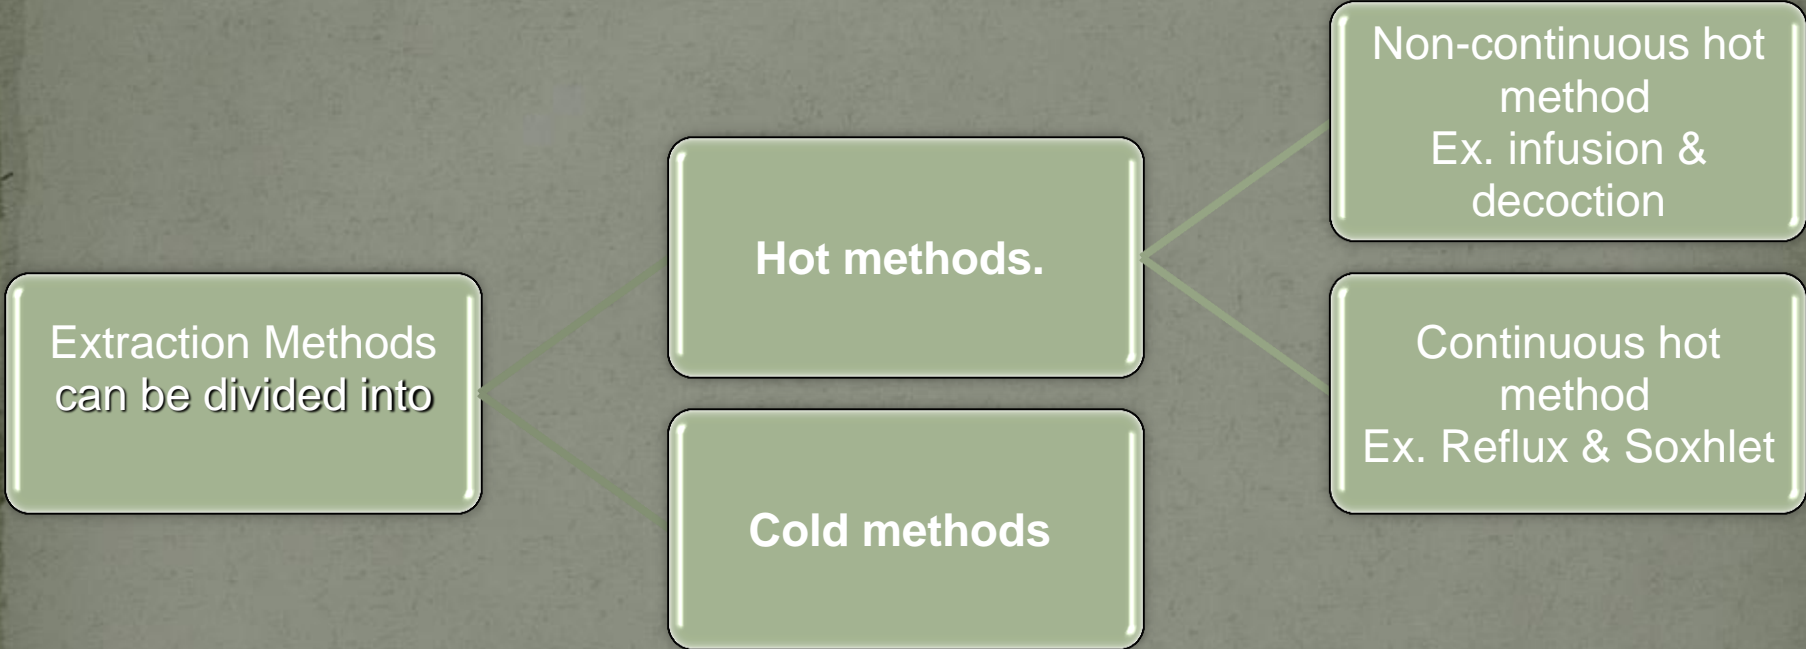 Extraction Methods
can be divided into
Hot methods.
Cold methods
Non-continuous hot
method
Ex. infusion &
decoction
Continuous hot
method
Ex. Reflux & Soxhlet